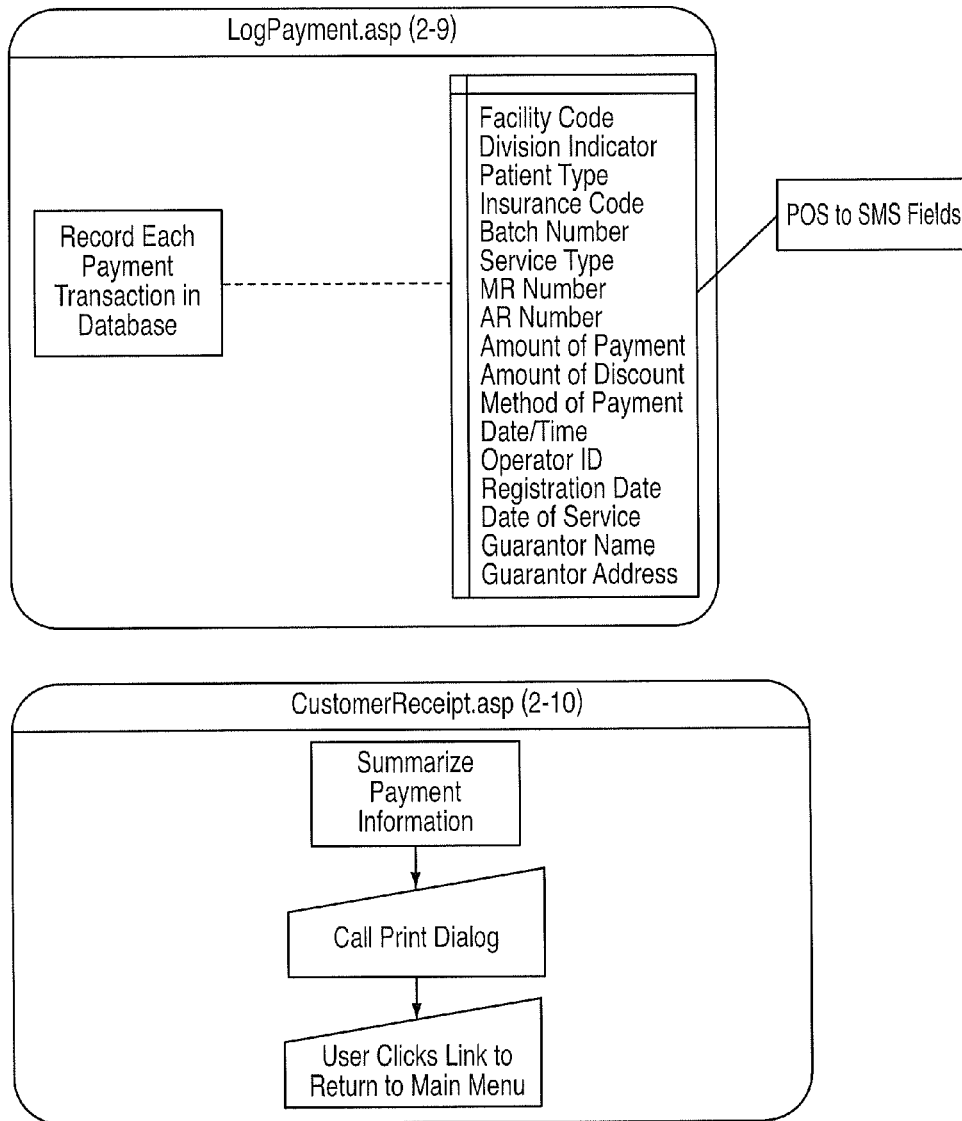 LogPayment.asp (2-9)
Record Each
Payment
Transaction in
Database
Facility Code
Division Indicator
Patient Type
Insurance Code
Batch Number
Service Type
MR Number
AR Number
Amount of Payment
Amount of Discount
Method of Payment
Date/Time
Operator ID
Registration Date
Date of Service
Guarantor Name
Guarantor Address
POS to SMS Fields
CustomerReceipt.asp (2-10)
Summarize
Payment
Information
Call Print Dialog
User Clicks Link to
Return to Main Menu